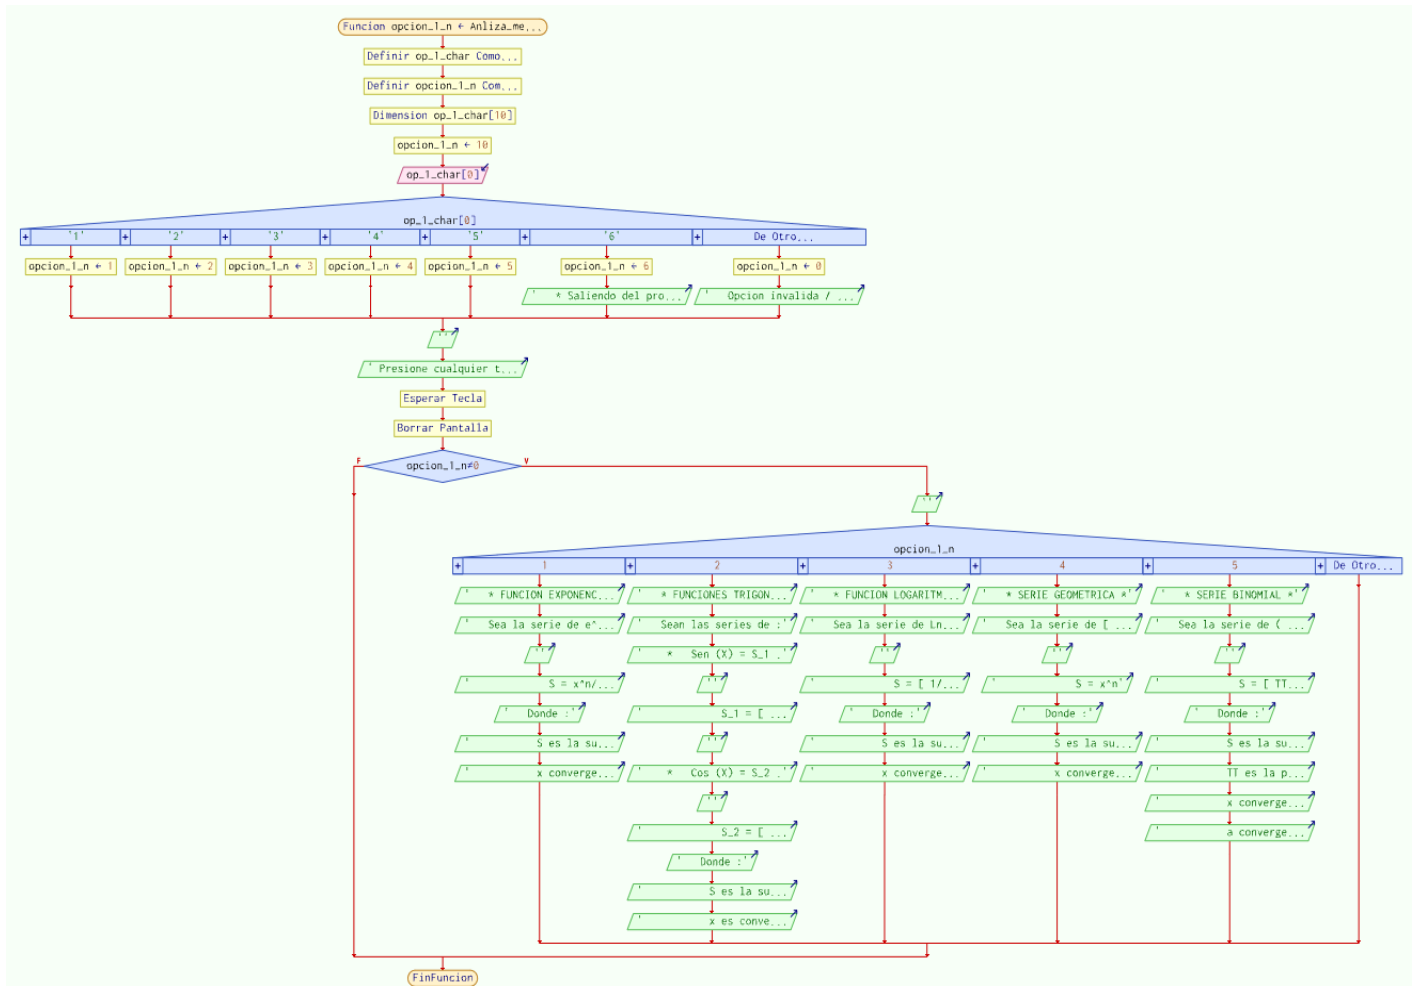 Funcion opcion_1_n ← Anliza_me...
Definir op_1_char Como...
Definir opcion_1_n Com...
Dimension op_1_char[10]
opcion_1_n ← 10
op_1_char[0]
op_1_char[0]
+ '1' + '2' + '3' + '4' + '5' + '6' + De Otro...
opcion_1_n ← 1 opcion_1_n ← 2 opcion_1_n ← 3 opcion_1_n ← 4 opcion_1_n ← 5 opcion_1_n ← 6 opcion_1_n ← 0
' * Saliendo del pro... ' Opcion invalida / ...
''
' Presione cualquier t...
Esperar Tecla
Borrar Pantalla
F opcion_1_n≠0 V
''
opcion_1_n
+ 1 + 2 + 3 + 4 + 5 + De Otro...
' * FUNCION EXPONENC... ' * FUNCIONES TRIGON... ' * FUNCION LOGARITM... ' * SERIE GEOMETRICA *' ' * SERIE BINOMIAL *'
' Sea la serie de e^... ' Sean las series de :' ' Sea la serie de Ln... ' Sea la serie de [ ... ' Sea la serie de ( ...
'' ' * Sen (X) = S_1 .' '' '' ''
' S = x^n/... '' ' S = [ 1/... ' S = x^n' ' S = [ TT...
' Donde :' ' S_1 = [ ... ' Donde :' ' Donde :' ' Donde :'
' S es la su... '' ' S es la su... ' S es la su... ' S es la su...
' x converge... ' * Cos (X) = S_2 .' ' x converge... ' x converge... ' TT es la p...
'' ' x converge...
' S_2 = [ ... ' a converge...
' Donde :'
' S es la su...
' x es conve...
FinFuncion